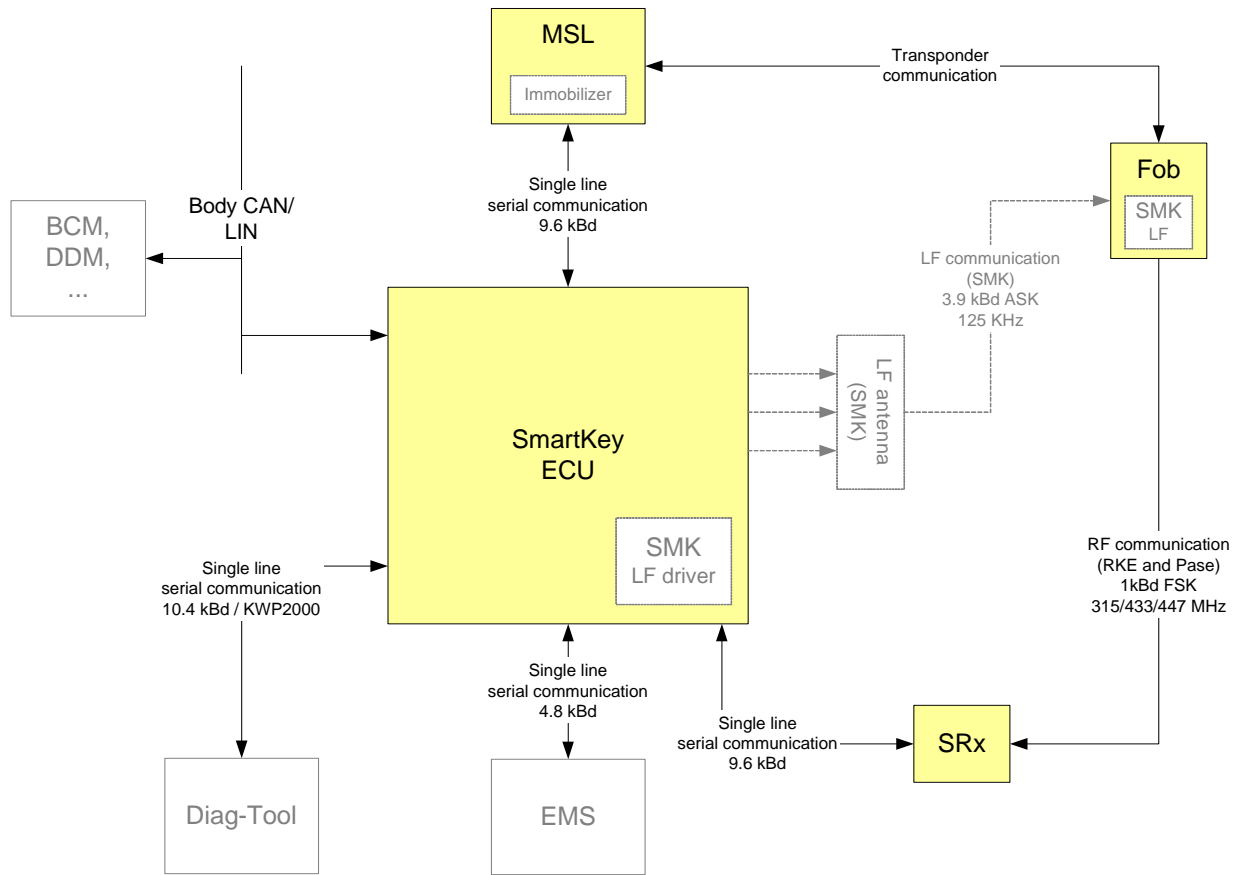 MSL
Immobilizer
Transponder
communication
Fob
SMK
LF
Single line
serial communication
9.6 kBd
Body CAN/
LIN
BCM,
DDM,
...
LF communication
(SMK)
3.9 kBd ASK
125 KHz
LF antenna
(SMK)
SmartKey
ECU
SMK
LF driver
RF communication
(RKE and Pase)
1kBd FSK
315/433/447 MHz
Single line
serial communication
10.4 kBd / KWP2000
Single line
serial communication
4.8 kBd
Single line
serial communication
9.6 kBd
SRx
Diag-Tool
EMS